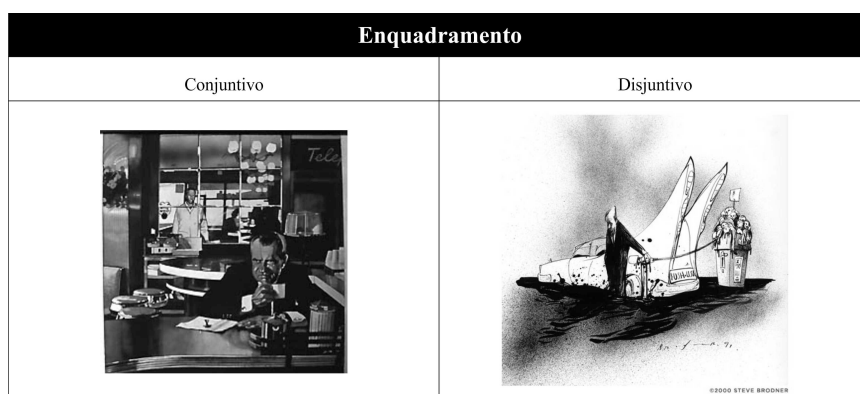 Enquadramento
Conjuntivo
Disjuntivo
Tele
©2000 STEVE BRODNER